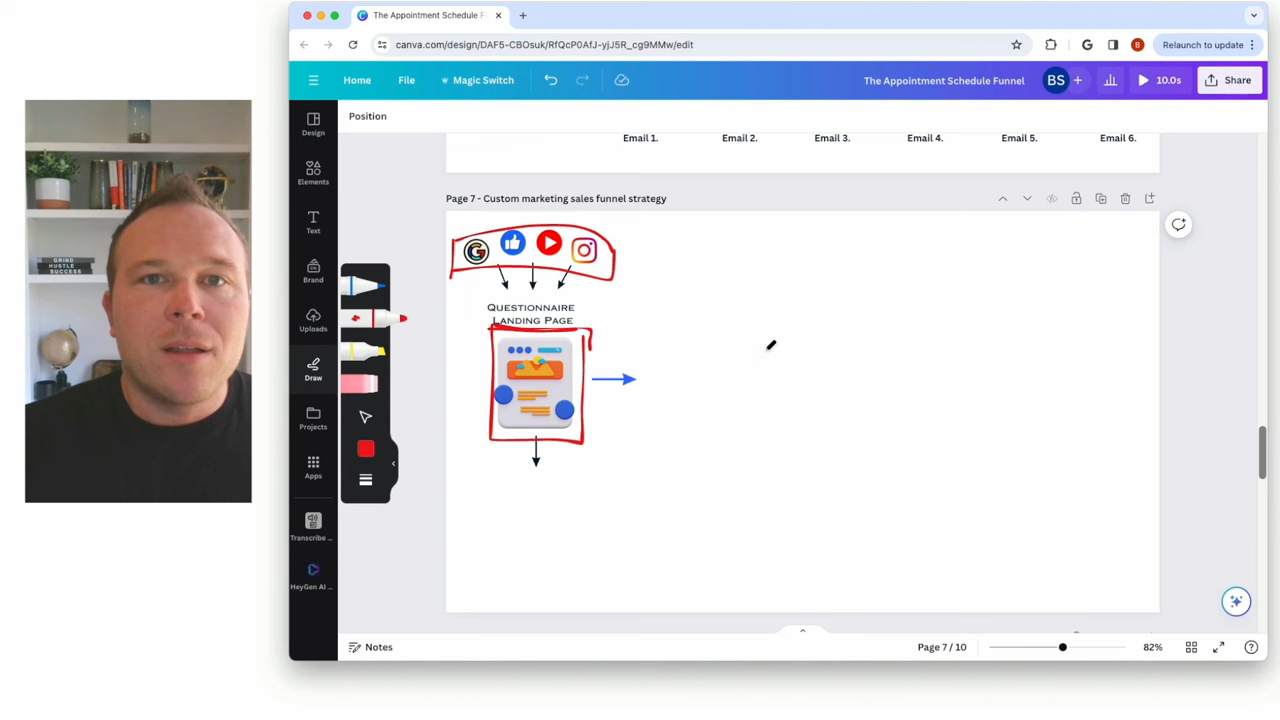 The Appointment Schedule F
canva.com/design/DAF5-CBOsuk/RfQcP0AfJ-yjJ5R_cg9MMw/edit
G
B
Relaunch to update
Home
File
Magic Switch
The Appointment Schedule Funnel
BS
10.0s
Share
Design
Position
Email 1.
Email 2.
Email 3.
Email 4.
Email 5.
Email 6.
Elements
Page 7 - Custom marketing sales funnel strategy
Text
G
Brand
GRIND
HUSTLE
SUCCESS
Questionnaire
Landing Page
Uploads
Draw
Projects
Apps
Transcribe ...
HeyGen AI ...
Notes
Page 7 / 10
82%